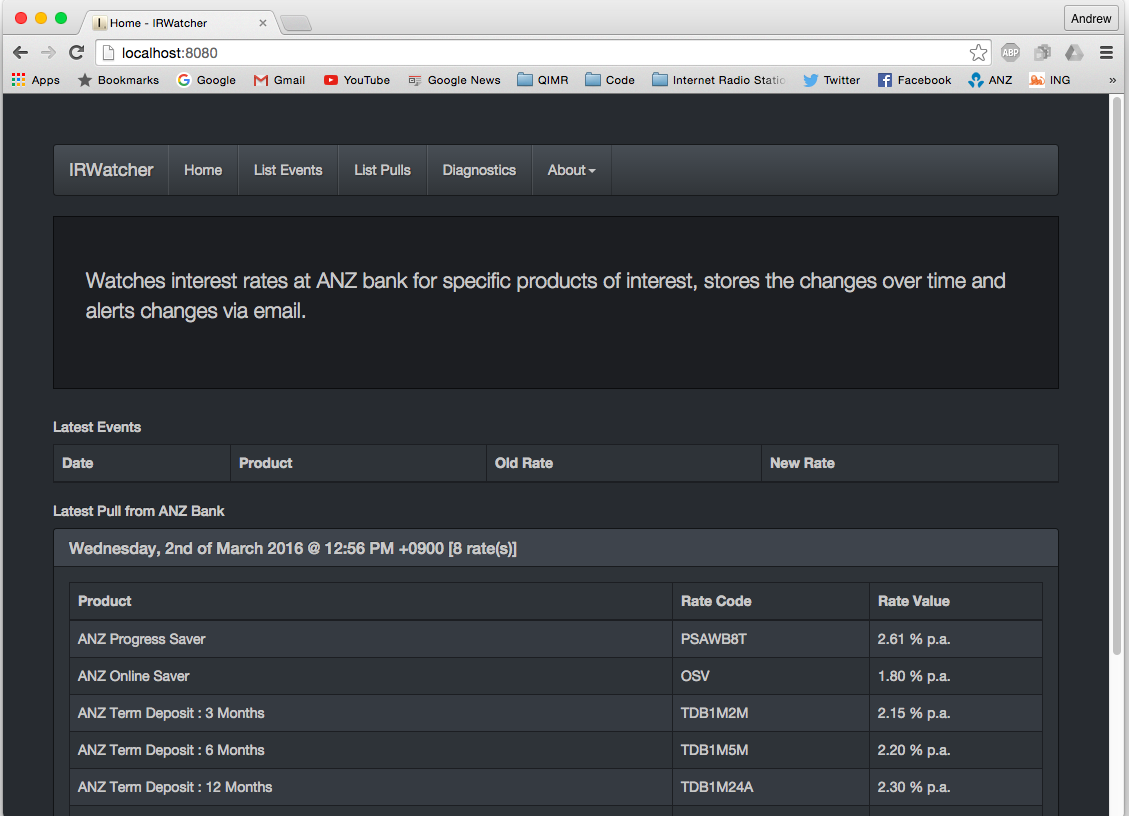 Home - IRWatcher
Andrew
localhost:8080
ABP
Apps Bookmarks Google Gmail YouTube Google News QIMR Code Internet Radio Statio Twitter Facebook ANZ ING »
IRWatcher Home List Events List Pulls Diagnostics About
Watches interest rates at ANZ bank for specific products of interest, stores the changes over time and
alerts changes via email.
Latest Events
Date Product Old Rate New Rate
Latest Pull from ANZ Bank
Wednesday, 2nd of March 2016 @ 12:56 PM +0900 [8 rate(s)]
Product Rate Code Rate Value
ANZ Progress Saver PSAWB8T 2.61 % p.a.
ANZ Online Saver OSV 1.80 % p.a.
ANZ Term Deposit : 3 Months TDB1M2M 2.15 % p.a.
ANZ Term Deposit : 6 Months TDB1M5M 2.20 % p.a.
ANZ Term Deposit : 12 Months TDB1M24A 2.30 % p.a.